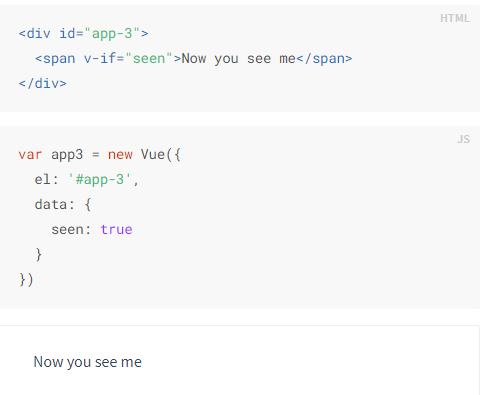 HTML
<div id="app-3">
  <span v-if="seen">Now you see me</span>
</div>
JS
var app3 = new Vue({
  el: '#app-3',
  data: {
    seen: true
  }
})
Now you see me